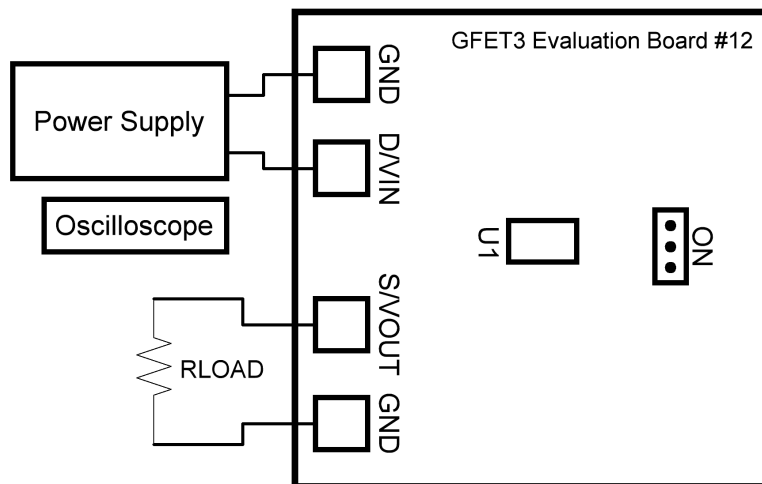 GFET3 Evaluation Board #12
GND
Power Supply
D/VIN
Oscilloscope
U1
ON
S/VOUT
RLOAD
GND